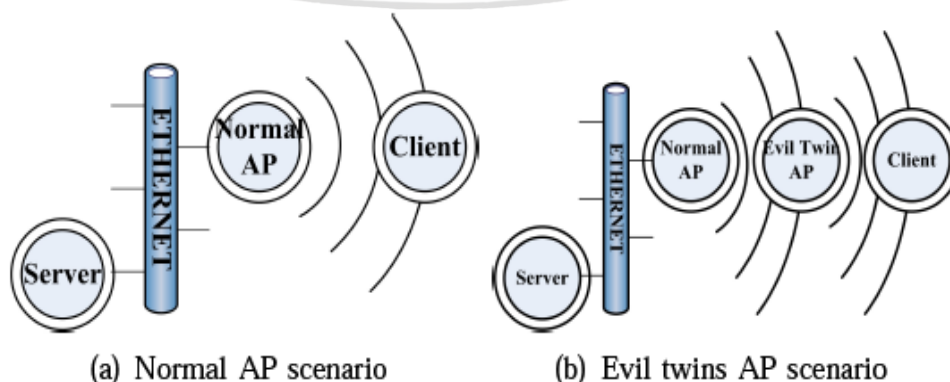 ETHERNET
Normal
AP
Client
Server
(a) Normal AP scenario
ETHERNET
Normal
AP
Evil Twin
AP
Client
Server
(b) Evil twins AP scenario